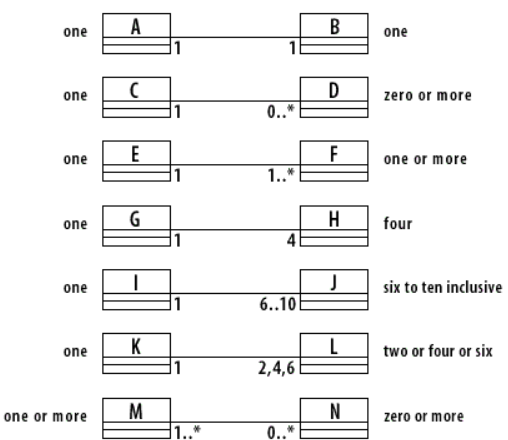 one A B one
1 1
one C D zero or more
1 0..*
one E F one or more
1 1..*
one G H four
1 4
one I J six to ten inclusive
1 6..10
one K L two or four or six
1 2,4,6
one or more M N zero or more
1..* 0..*